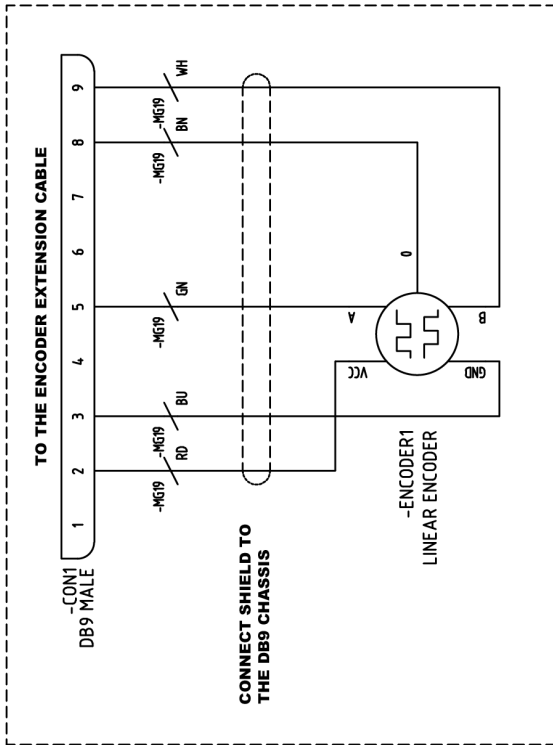 TO THE ENCODER EXTENSION CABLE
-CON1
DB9 MALE
1
2
3
4
5
6
7
8
9
-MG19
RD
-MG19
BU
-MG19
GN
-MG19
BN
-MG19
WH
CONNECT SHIELD TO
THE DB9 CHASSIS
VCC
A
0
GND
B
-ENCODER1
LINEAR ENCODER